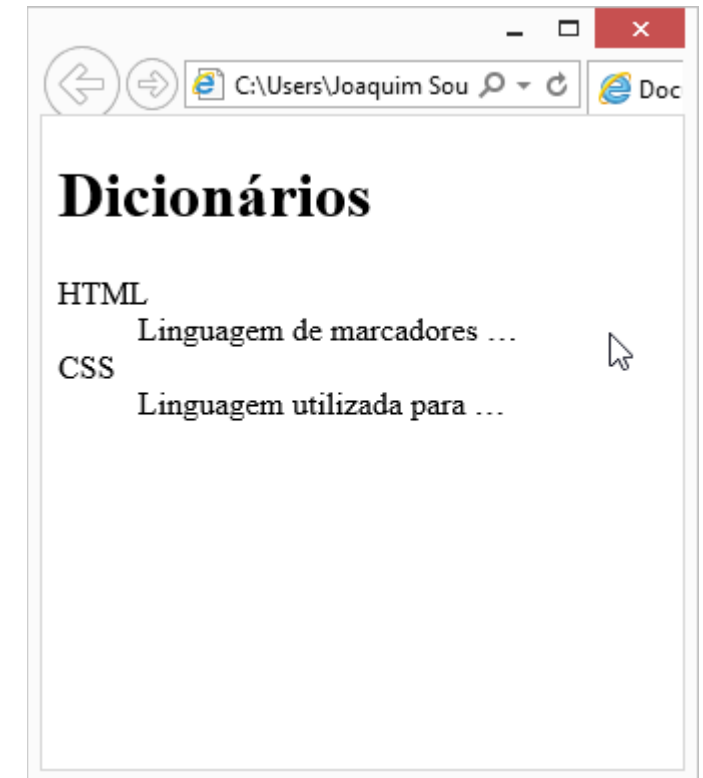 C:\Users\Joaquim Sou
Doc
Dicionários
HTML
Linguagem de marcadores …
CSS
Linguagem utilizada para …